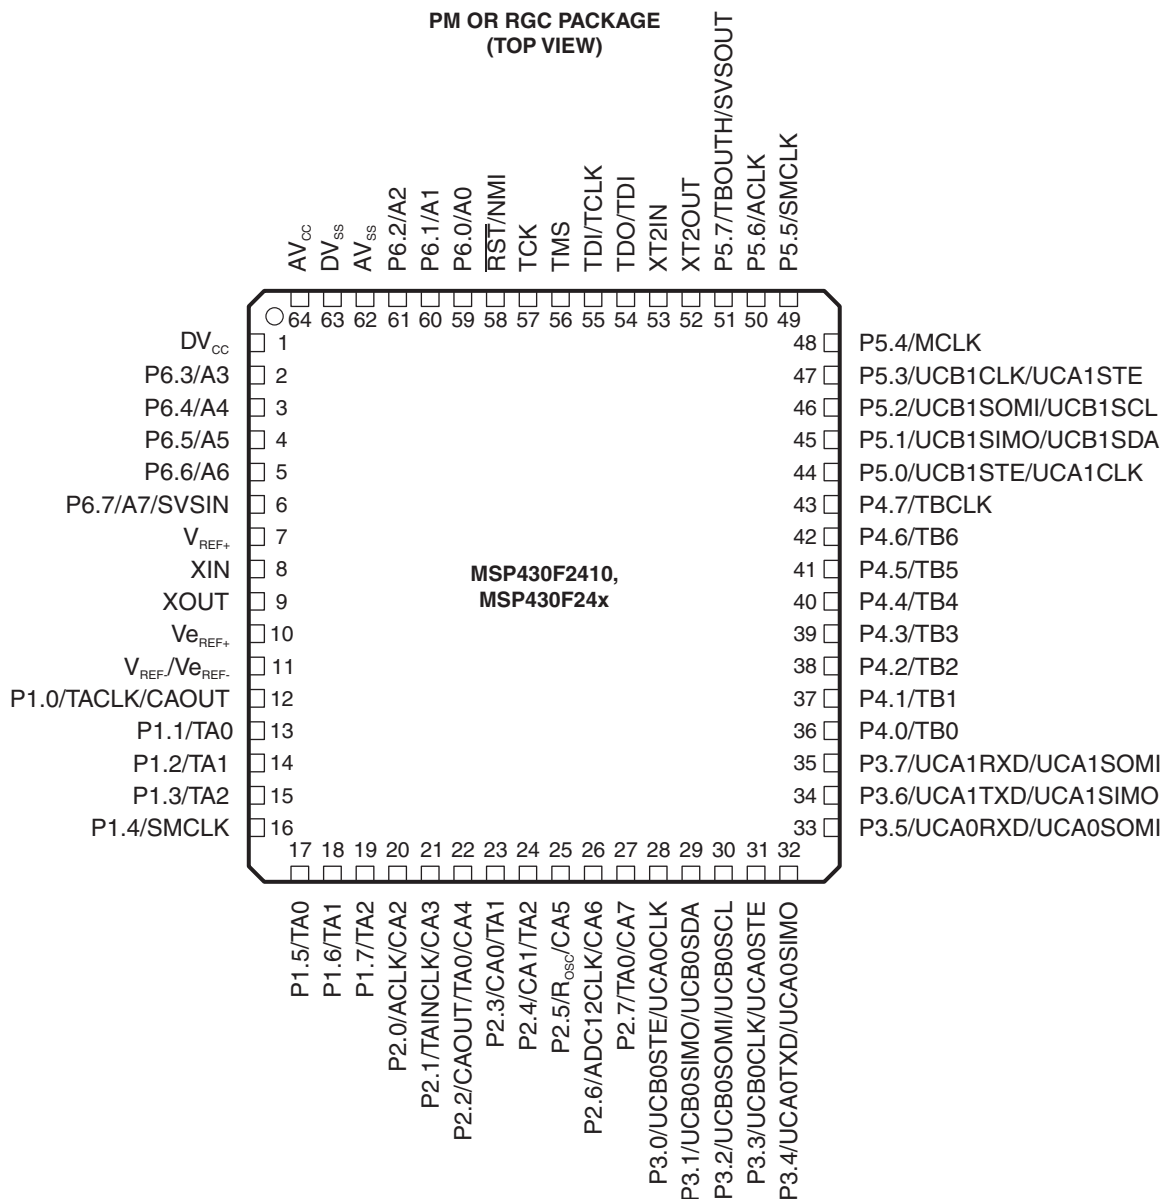 PM OR RGC PACKAGE
(TOP VIEW)
AVCC
DVSS
AVSS
P6.2/A2
P6.1/A1
P6.0/A0
RST/NMI
TCK
TMS
TDI/TCLK
TDO/TDI
XT2IN
XT2OUT
P5.7/TBOUTH/SVSOUT
P5.6/ACLK
P5.5/SMCLK
64 63 62 61 60 59 58 57 56 55 54 53 52 51 50 49
DVCC 1
P6.3/A3 2
P6.4/A4 3
P6.5/A5 4
P6.6/A6 5
P6.7/A7/SVSIN 6
VREF+ 7
XIN 8
XOUT 9
VeREF+ 10
VREF-/VeREF- 11
P1.0/TACLK/CAOUT 12
P1.1/TA0 13
P1.2/TA1 14
P1.3/TA2 15
P1.4/SMCLK 16
MSP430F2410,
MSP430F24x
48 P5.4/MCLK
47 P5.3/UCB1CLK/UCA1STE
46 P5.2/UCB1SOMI/UCB1SCL
45 P5.1/UCB1SIMO/UCB1SDA
44 P5.0/UCB1STE/UCA1CLK
43 P4.7/TBCLK
42 P4.6/TB6
41 P4.5/TB5
40 P4.4/TB4
39 P4.3/TB3
38 P4.2/TB2
37 P4.1/TB1
36 P4.0/TB0
35 P3.7/UCA1RXD/UCA1SOMI
34 P3.6/UCA1TXD/UCA1SIMO
33 P3.5/UCA0RXD/UCA0SOMI
17 18 19 20 21 22 23 24 25 26 27 28 29 30 31 32
P1.5/TA0
P1.6/TA1
P1.7/TA2
P2.0/ACLK/CA2
P2.1/TAINCLK/CA3
P2.2/CAOUT/TA0/CA4
P2.3/CA0/TA1
P2.4/CA1/TA2
P2.5/ROSC/CA5
P2.6/ADC12CLK/CA6
P2.7/TA0/CA7
P3.0/UCB0STE/UCA0CLK
P3.1/UCB0SIMO/UCB0SDA
P3.2/UCB0SOMI/UCB0SCL
P3.3/UCB0CLK/UCA0STE
P3.4/UCA0TXD/UCA0SIMO